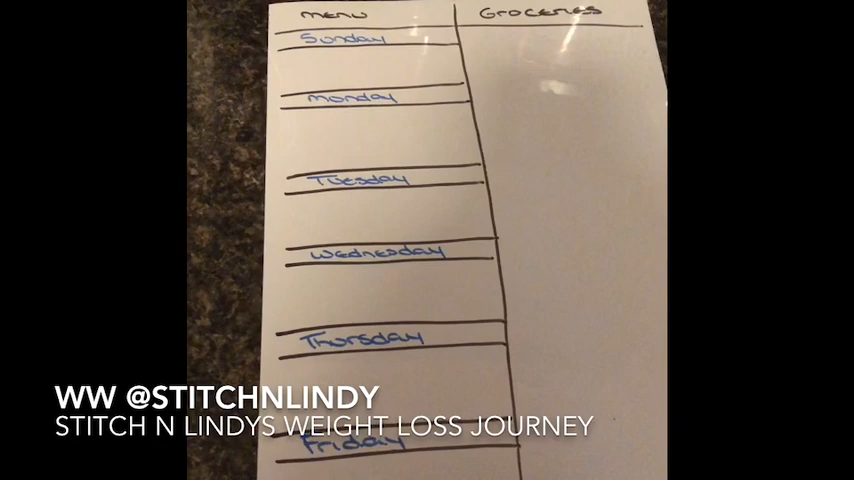 menu
Groceries
Sunday
monday
Tuesday
wednesday
Thursday
WW @STITCHNLINDY
STITCH N LINDYS WEIGHT LOSS JOURNEY
Friday